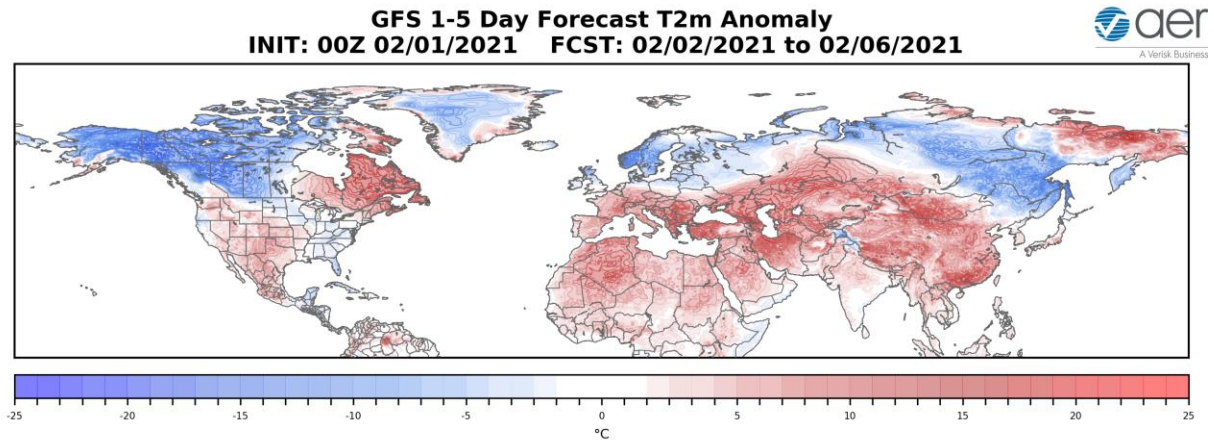 GFS 1-5 Day Forecast T2m Anomaly
INIT: 00Z 02/01/2021 FCST: 02/02/2021 to 02/06/2021
aer
A Verisk Business
-25 -20 -15 -10 -5 0 5 10 15 20 25
°C